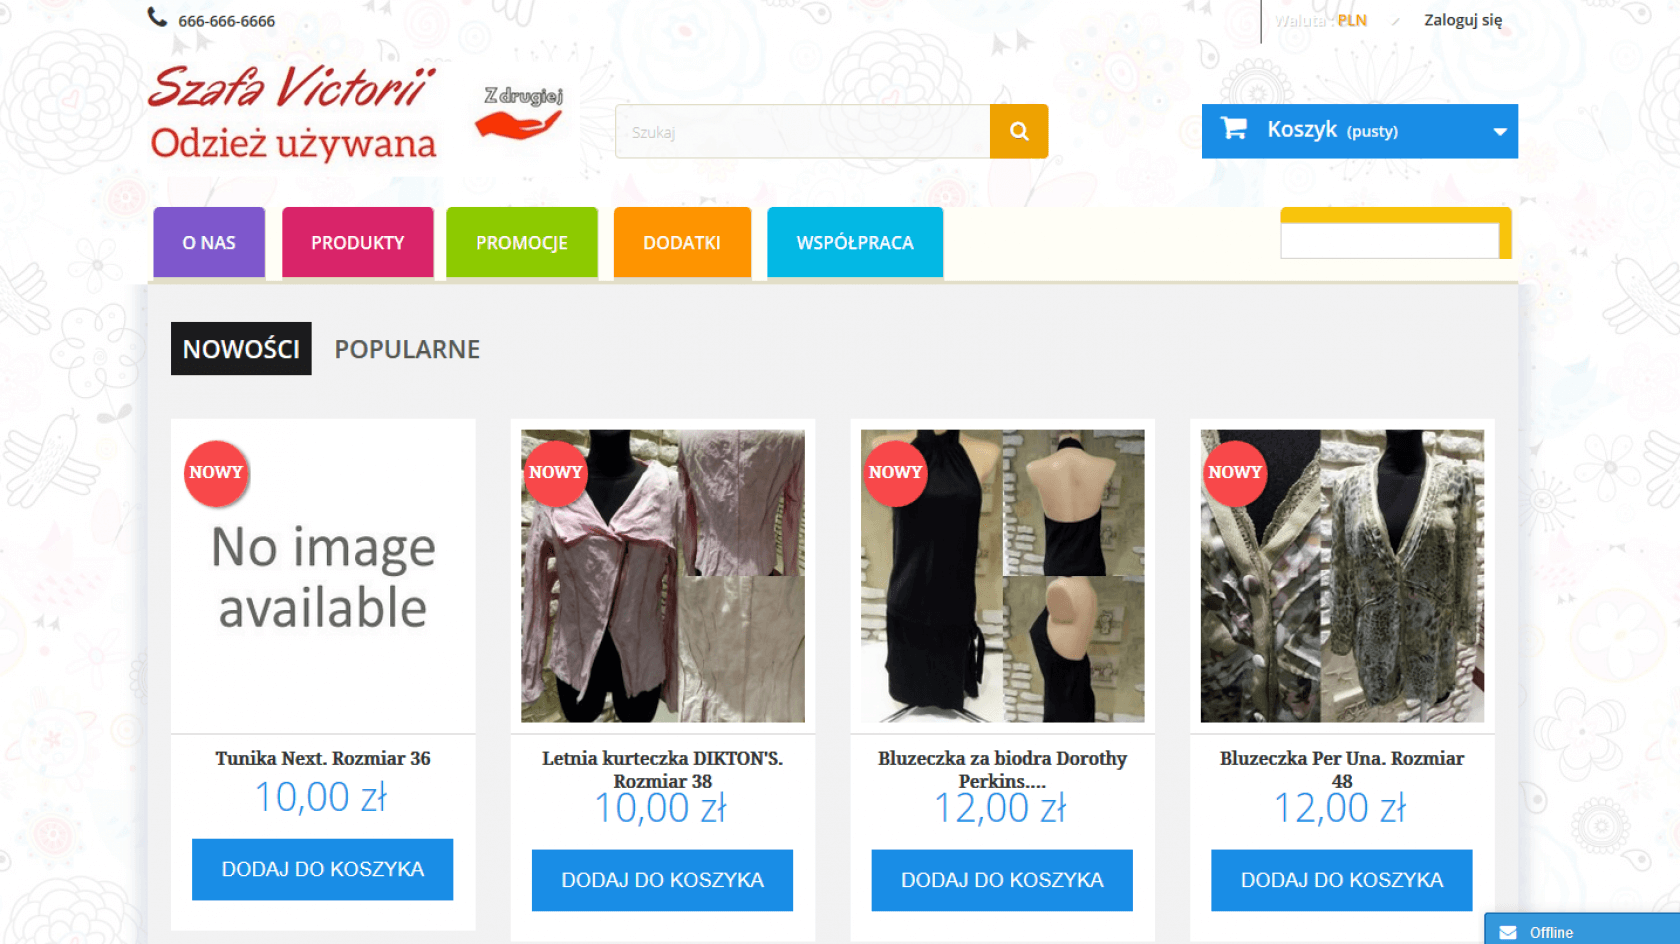 666-666-6666
Waluta : PLN
Zaloguj się
Szafa Victorii
Odzież używana
Z drugiej
Szukaj
Koszyk (pusty)
O NAS
PRODUKTY
PROMOCJE
DODATKI
WSPÓŁPRACA
NOWOŚCI
POPULARNE
NOWY
No image
available
Tunika Next. Rozmiar 36
10,00 zł
DODAJ DO KOSZYKA
NOWY
Letnia kurteczka DIKTON'S.
Rozmiar 38
10,00 zł
DODAJ DO KOSZYKA
NOWY
Bluzeczka za biodra Dorothy
Perkins....
12,00 zł
DODAJ DO KOSZYKA
NOWY
Bluzeczka Per Una. Rozmiar
48
12,00 zł
DODAJ DO KOSZYKA
Offline